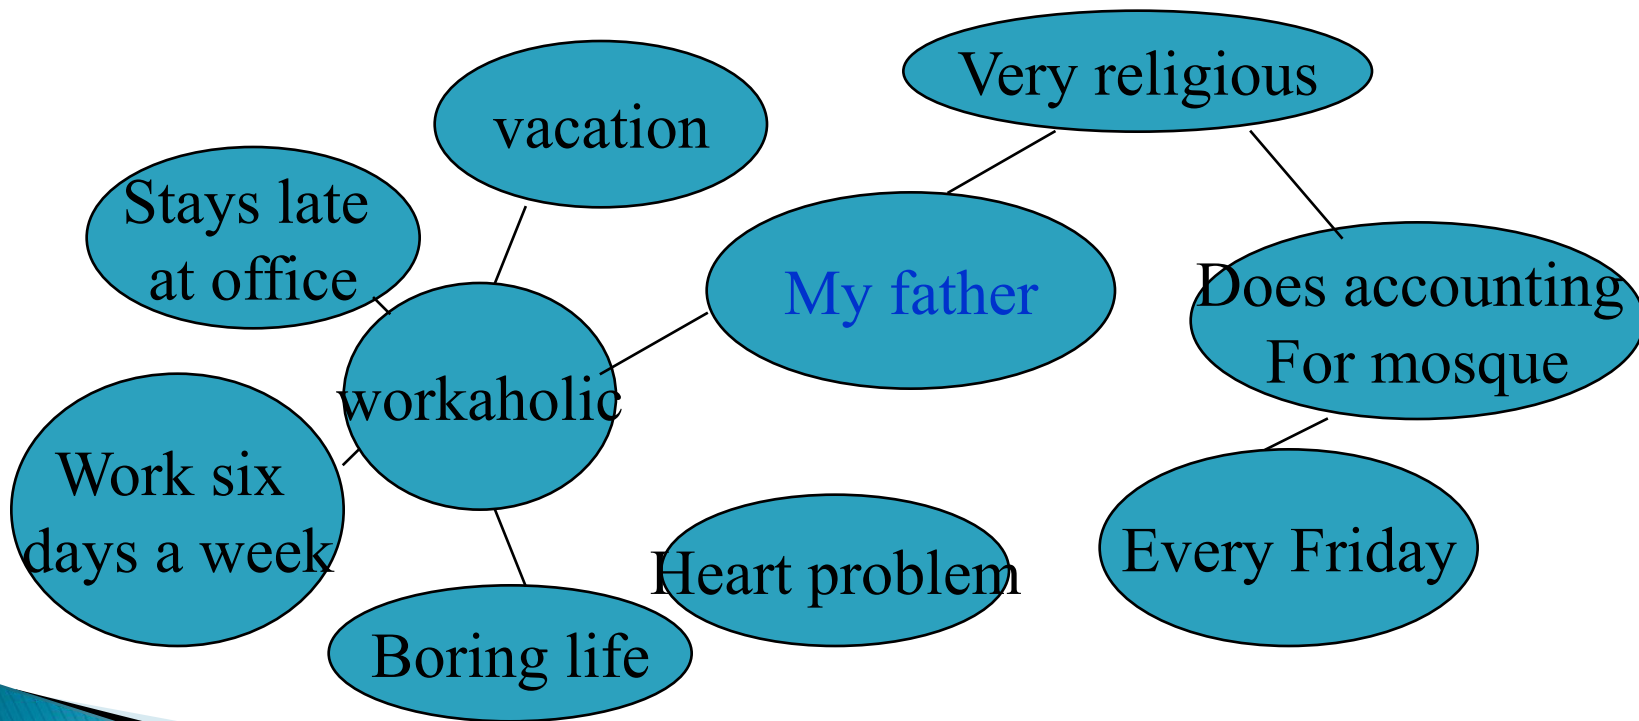 Very religious
vacation
Stays late
at office
My father
Does accounting
For mosque
workaholic
Work six
days a week
Heart problem
Every Friday
Boring life